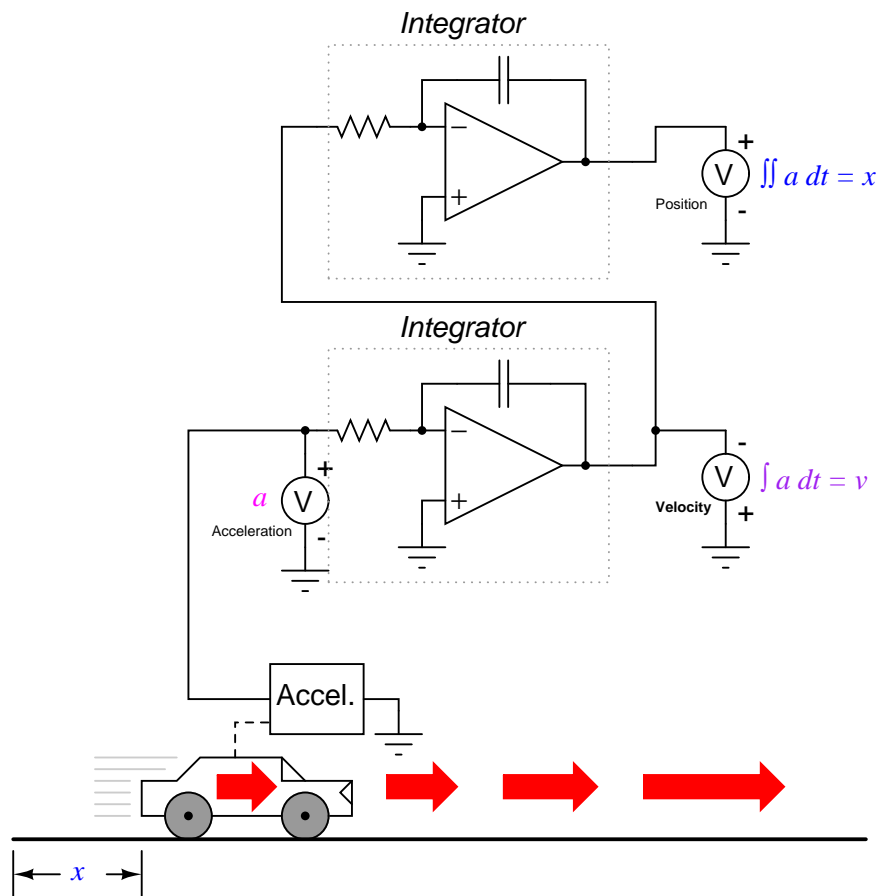 Integrator
−
+
+
V
-
∫∫ a dt = x
Position
Integrator
−
+
+
V
-
a
Acceleration
-
V
+
∫ a dt = v
Velocity
Accel.
x